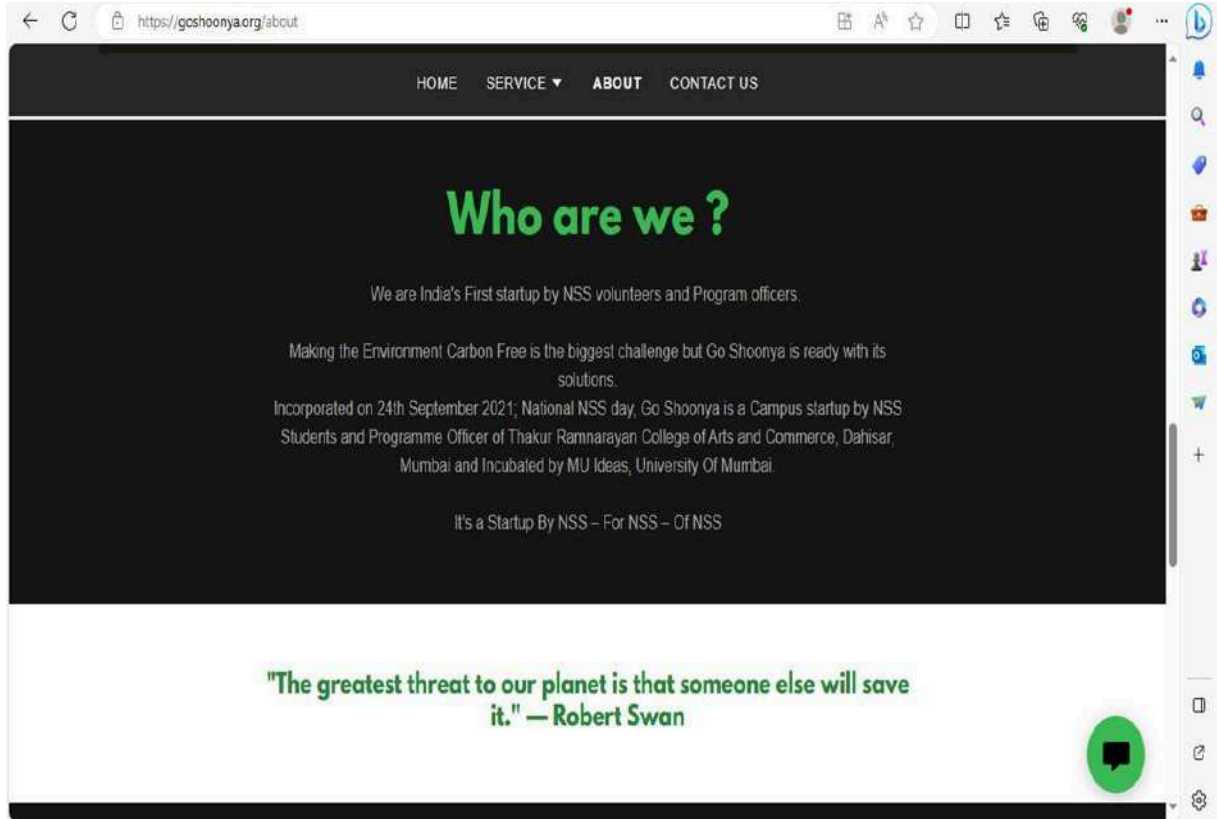 https://goshoonya.org/about
HOME SERVICE ▼ ABOUT CONTACT US
Who are we ?
We are India's First startup by NSS volunteers and Program officers.
Making the Environment Carbon Free is the biggest challenge but Go Shoonya is ready with its
solutions.
Incorporated on 24th September 2021; National NSS day, Go Shoonya is a Campus startup by NSS
Students and Programme Officer of Thakur Ramnarayan College of Arts and Commerce, Dahisar,
Mumbai and Incubated by MU Ideas, University Of Mumbai.
It's a Startup By NSS – For NSS – Of NSS
"The greatest threat to our planet is that someone else will save
it." — Robert Swan